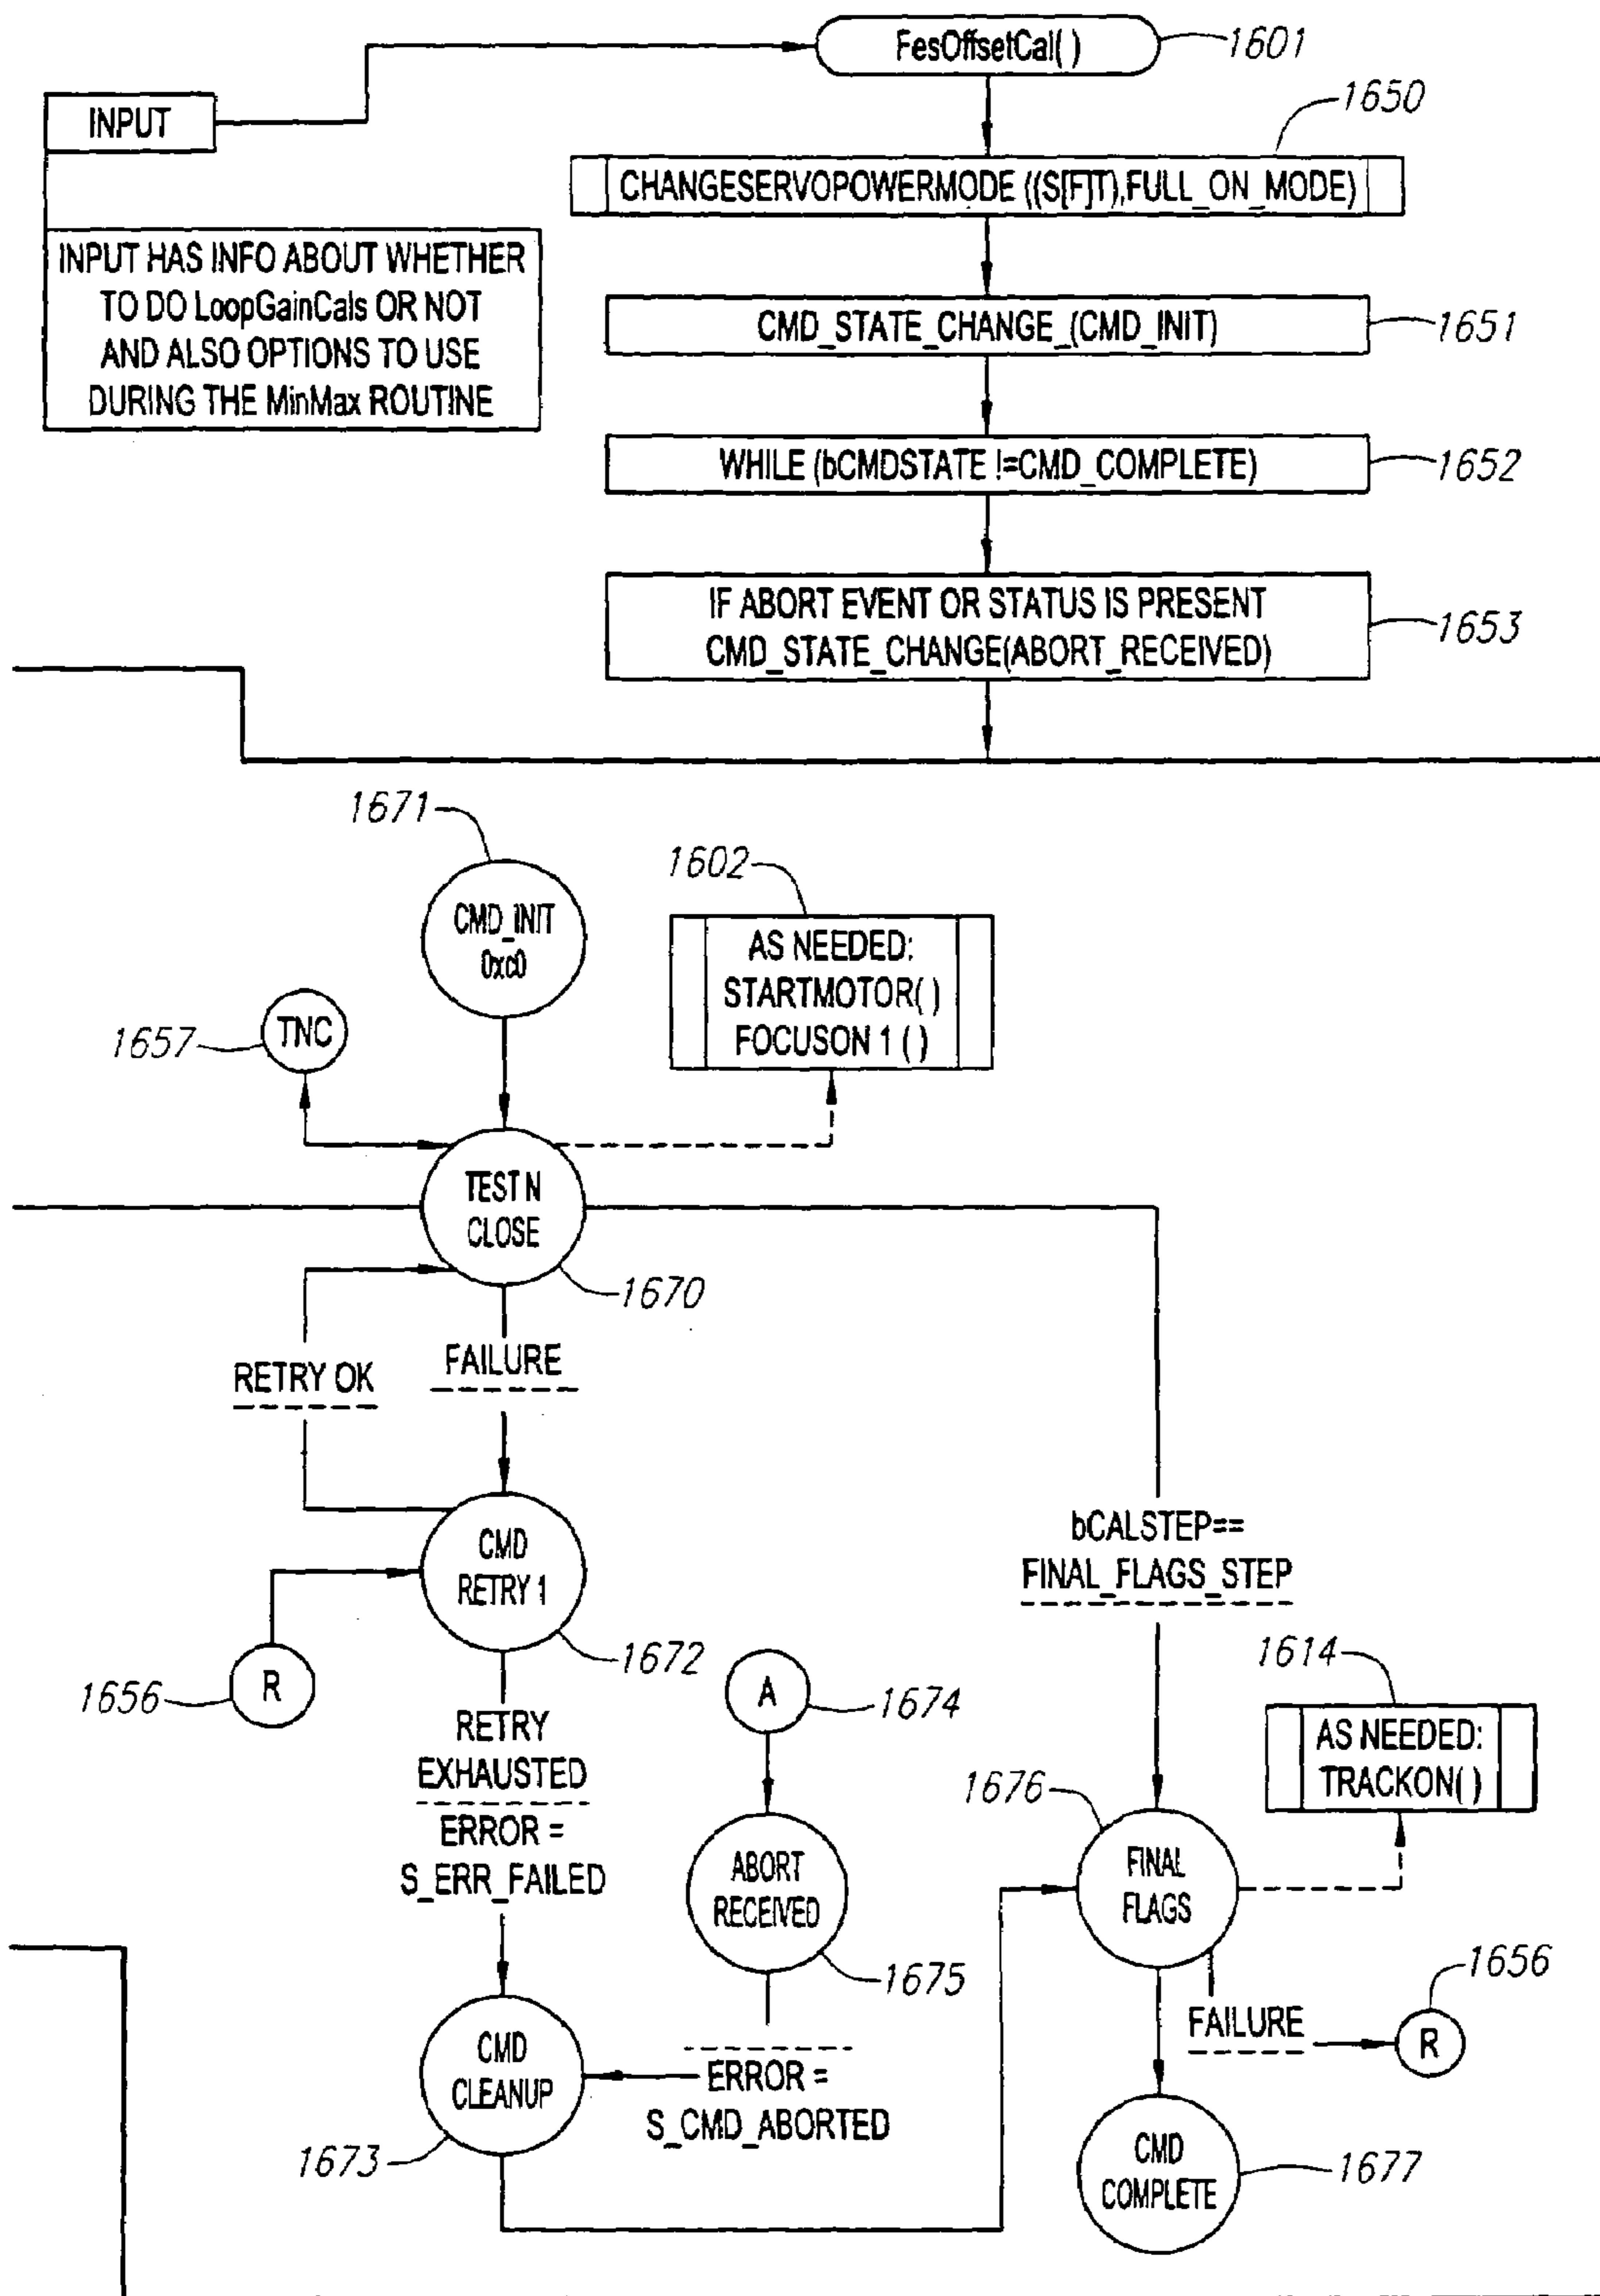 FesOffsetCal( )
1601
INPUT
1650
CHANGESERVOPOWERMODE ((S[F]T),FULL_ON_MODE)
INPUT HAS INFO ABOUT WHETHER
TO DO LoopGainCals OR NOT
AND ALSO OPTIONS TO USE
DURING THE MinMax ROUTINE
CMD_STATE_CHANGE_(CMD_INIT)
1651
WHILE (bCMDSTATE !=CMD_COMPLETE)
1652
IF ABORT EVENT OR STATUS IS PRESENT
CMD_STATE_CHANGE(ABORT_RECEIVED)
1653
1671
CMD_INIT
0xc0
1602
AS NEEDED:
STARTMOTOR( )
FOCUSON 1 ( )
1657
TNC
TEST N
CLOSE
1670
RETRY OK
FAILURE
CMD
RETRY 1
1672
R
1656
bCALSTEP==
FINAL_FLAGS_STEP
RETRY
EXHAUSTED
ERROR =
S_ERR_FAILED
A
1674
1614
AS NEEDED:
TRACKON( )
1676
ABORT
RECEIVED
1675
FINAL
FLAGS
FAILURE
1656
R
CMD
CLEANUP
1673
ERROR =
S_CMD_ABORTED
CMD
COMPLETE
1677